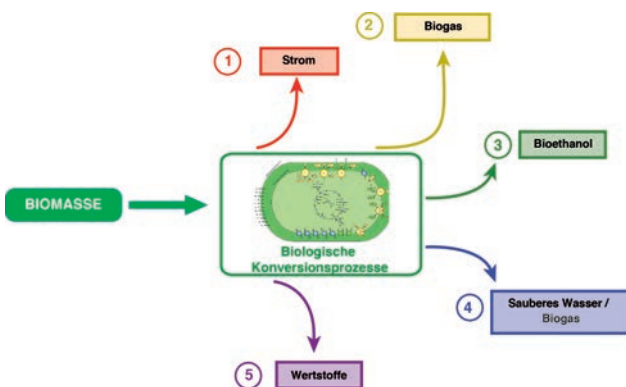 2
Biogas
1
Strom
3
Bioethanol
BIOMASSE
Biologische
Konversionsprozesse
4
Sauberes Wasser /
Biogas
5
Wertstoffe